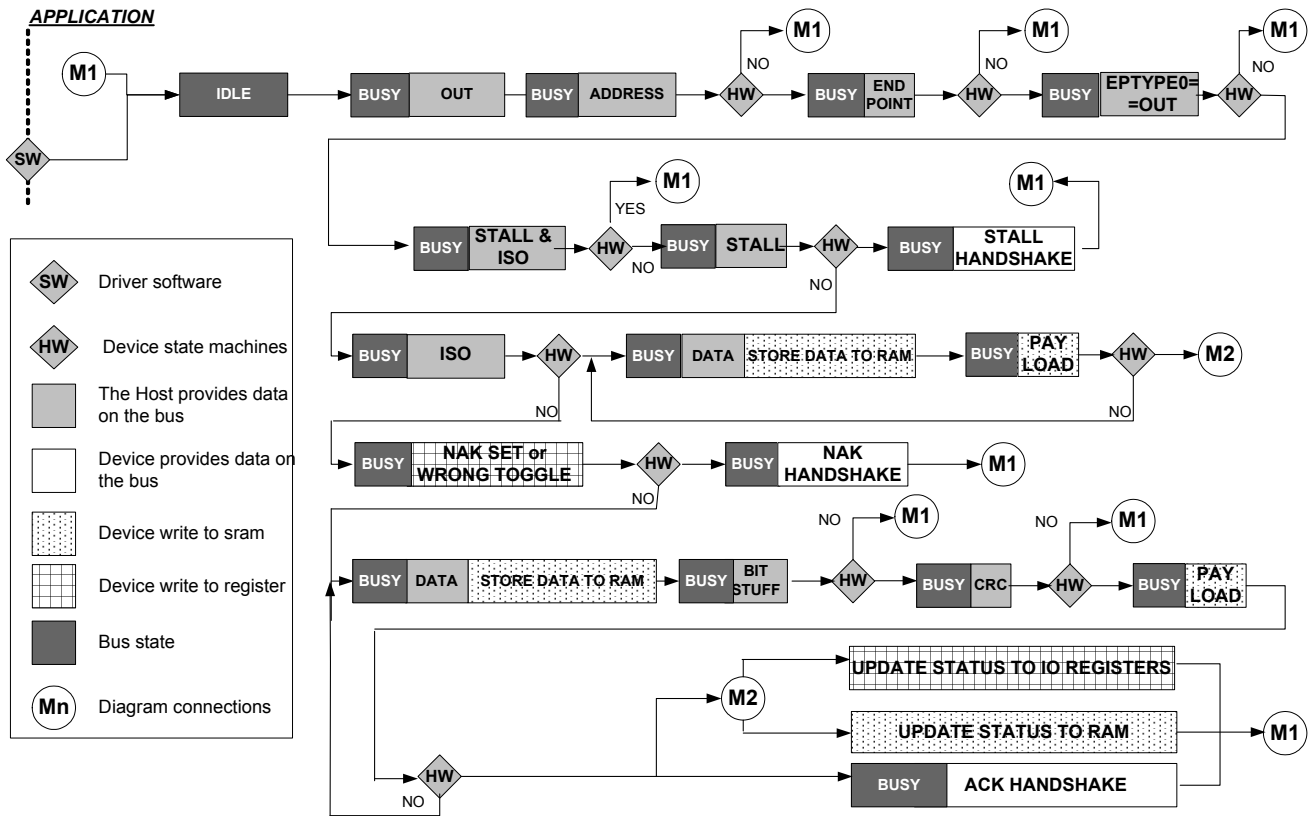 APPLICATION
M1
M1
M1
M1
NO
NO
NO
IDLE
BUSY
OUT
BUSY
ADDRESS
HW
BUSY
END
POINT
HW
BUSY
EPTYPE0=
=OUT
HW
SW
M1
M1
YES
BUSY
STALL &
ISO
HW
NO
BUSY
STALL
HW
BUSY
STALL
HANDSHAKE
NO
SW
Driver software
HW
Device state machines
The Host provides data
on the bus
Device provides data on
the bus
Device write to sram
Device write to register
Bus state
Mn
Diagram connections
BUSY
ISO
HW
BUSY
DATA
STORE DATA TO RAM
BUSY
PAY
LOAD
HW
M2
NO
NO
BUSY
NAK SET or
WRONG TOGGLE
HW
BUSY
NAK
HANDSHAKE
M1
NO
NO
M1
NO
M1
BUSY
DATA
STORE DATA TO RAM
BUSY
BIT
STUFF
HW
BUSY
CRC
HW
BUSY
PAY
LOAD
UPDATE STATUS TO IO REGISTERS
M2
UPDATE STATUS TO RAM
M1
HW
BUSY
ACK HANDSHAKE
NO